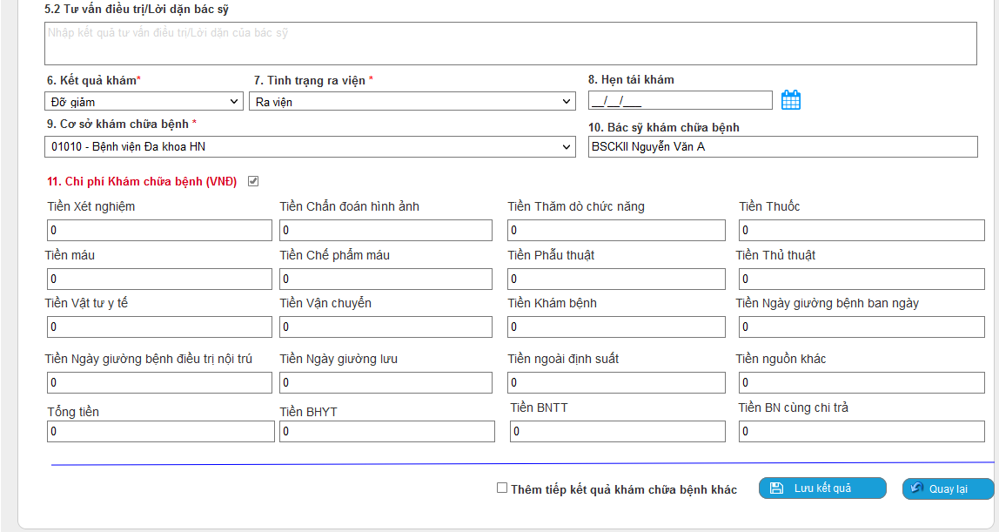 5.2 Tư vấn điều trị/Lời dặn bác sỹ
Nhập kết quả tư vấn điều trị/Lời dặn của bác sỹ
6. Kết quả khám* 7. Tình trạng ra viện * 8. Hẹn tái khám
Đỡ giảm Ra viện __/__/___
9. Cơ sở khám chữa bệnh * 10. Bác sỹ khám chữa bệnh
01010 - Bệnh viện Đa khoa HN BSCKII Nguyễn Văn A
11. Chi phí Khám chữa bệnh (VNĐ)
Tiền Xét nghiệm Tiền Chẩn đoán hình ảnh Tiền Thăm dò chức năng Tiền Thuốc
0 0 0 0
Tiền máu Tiền Chế phẩm máu Tiền Phẫu thuật Tiền Thủ thuật
0 0 0 0
Tiền Vật tư y tế Tiền Vận chuyển Tiền Khám bệnh Tiền Ngày giường bệnh ban ngày
0 0 0 0
Tiền Ngày giường bệnh điều trị nội trú Tiền Ngày giường lưu Tiền ngoài định suất Tiền nguồn khác
0 0 0 0
Tổng tiền Tiền BHYT Tiền BNTT Tiền BN cùng chi trả
0 0 0 0
Thêm tiếp kết quả khám chữa bệnh khác Lưu kết quả Quay lại